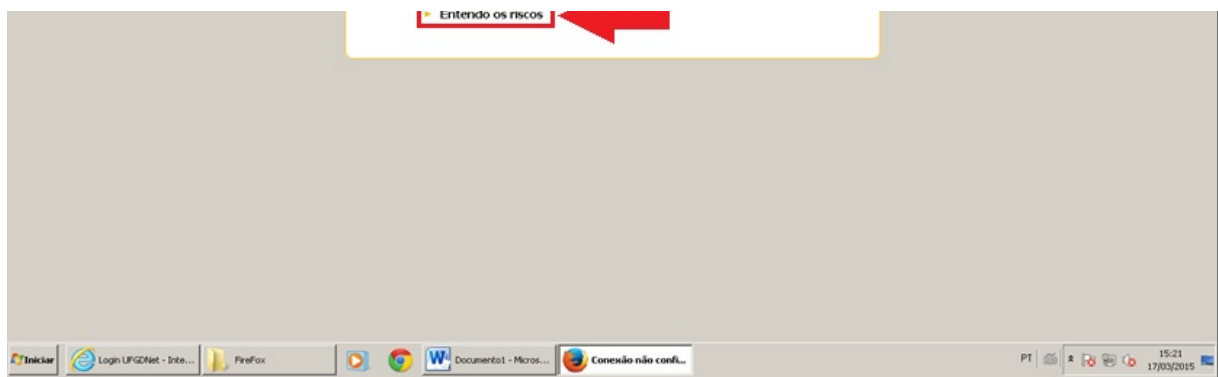 Entendo os riscos
Iniciar Login UFGDNet - Inte... FireFox Documento1 - Micros... Conexão não confi... PT 15:21
17/03/2015